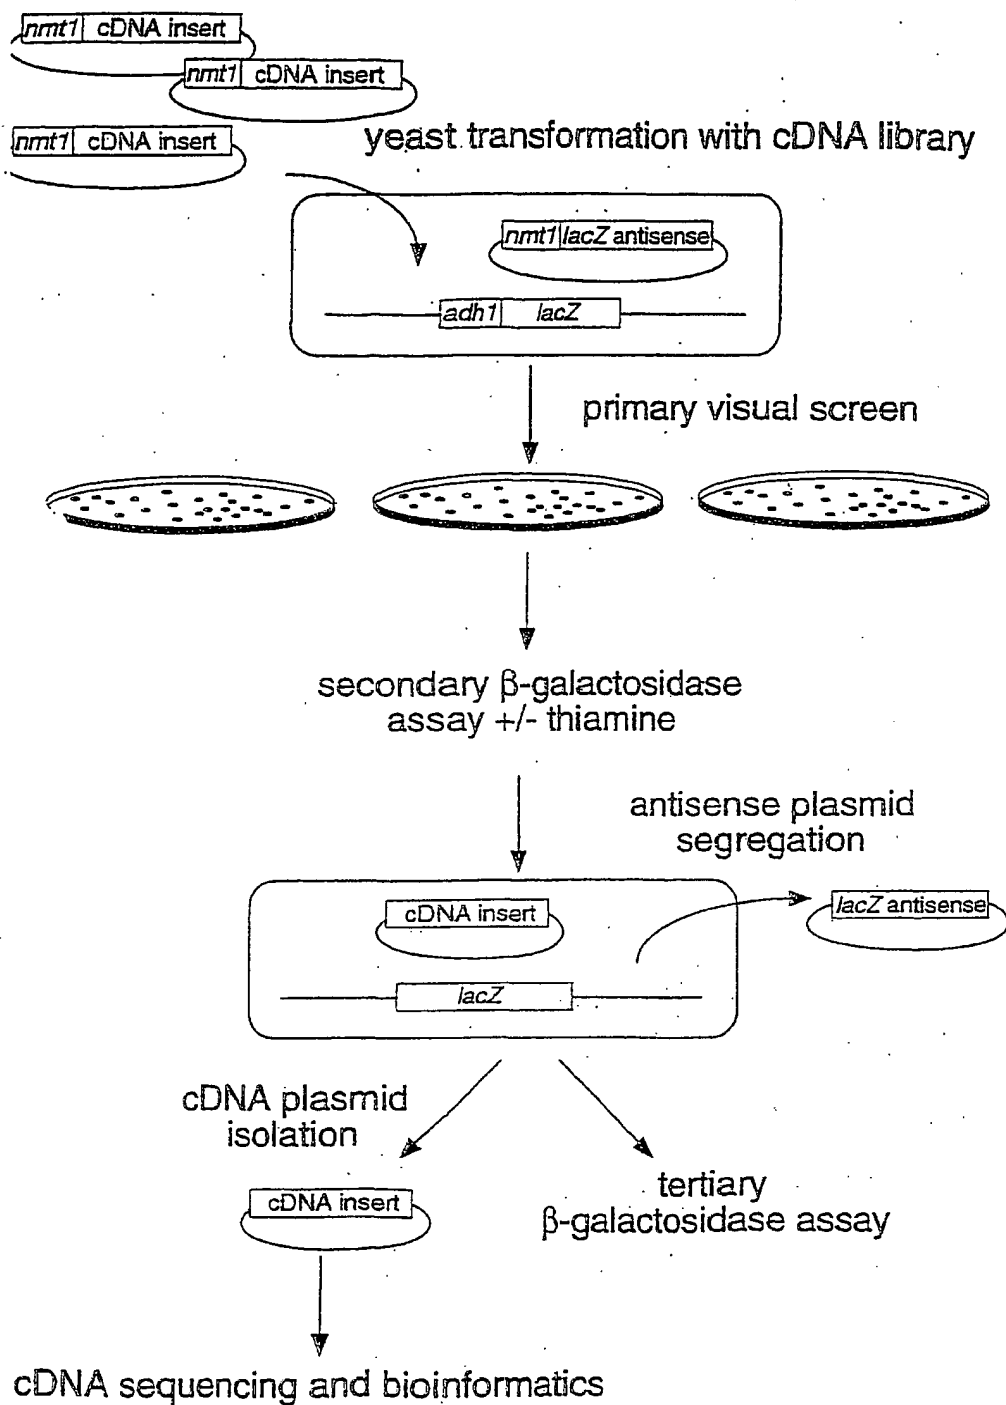 nmt1 cDNA insert
nmt1 cDNA insert
nmt1 cDNA insert
yeast transformation with cDNA library
nmt1 lacZ antisense
adh1 lacZ
primary visual screen
secondary β-galactosidase
assay +/- thiamine
antisense plasmid
segregation
cDNA insert
lacZ antisense
lacZ
cDNA plasmid
isolation
cDNA insert
tertiary
β-galactosidase assay
cDNA sequencing and bioinformatics